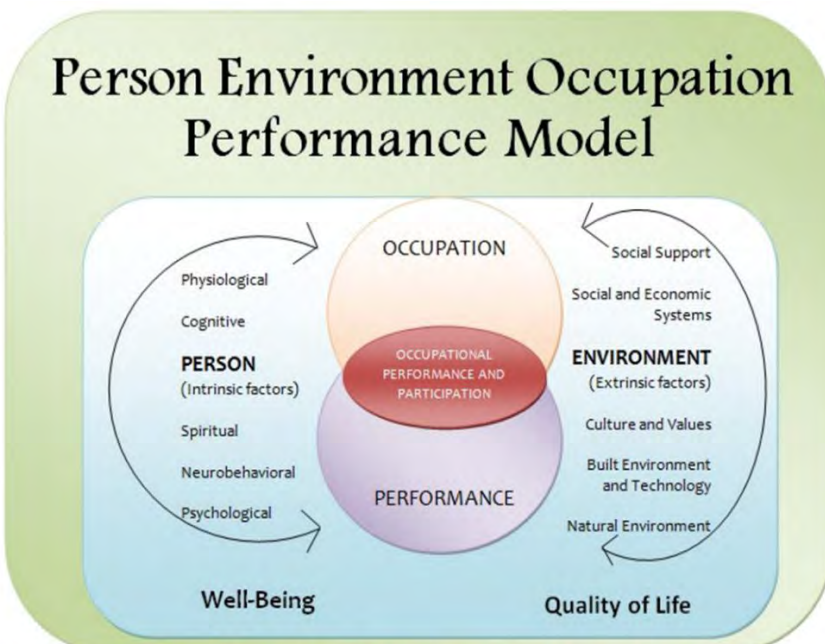 Person Environment Occupation
Performance Model
OCCUPATION
Physiological
Cognitive
PERSON
(Intrinsic factors)
Spiritual
Neurobehavioral
Psychological
OCCUPATIONAL
PERFORMANCE AND
PARTICIPATION
PERFORMANCE
Social Support
Social and Economic
Systems
ENVIRONMENT
(Extrinsic factors)
Culture and Values
Built Environment
and Technology
Natural Environment
Well-Being
Quality of Life